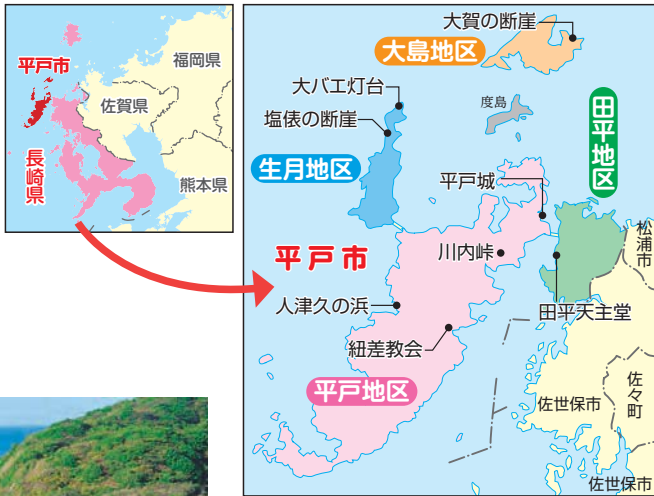 平戸市
福岡県
佐賀県
長崎県
熊本県
大賀の断崖
大島地区
大バエ灯台
塩俵の断崖
度島
田平地区
生月地区
平戸城
松浦市
平戸市
川内峠
人津久の浜
田平天主堂
紐差教会
平戸地区
佐世保市
佐々町
佐世保市